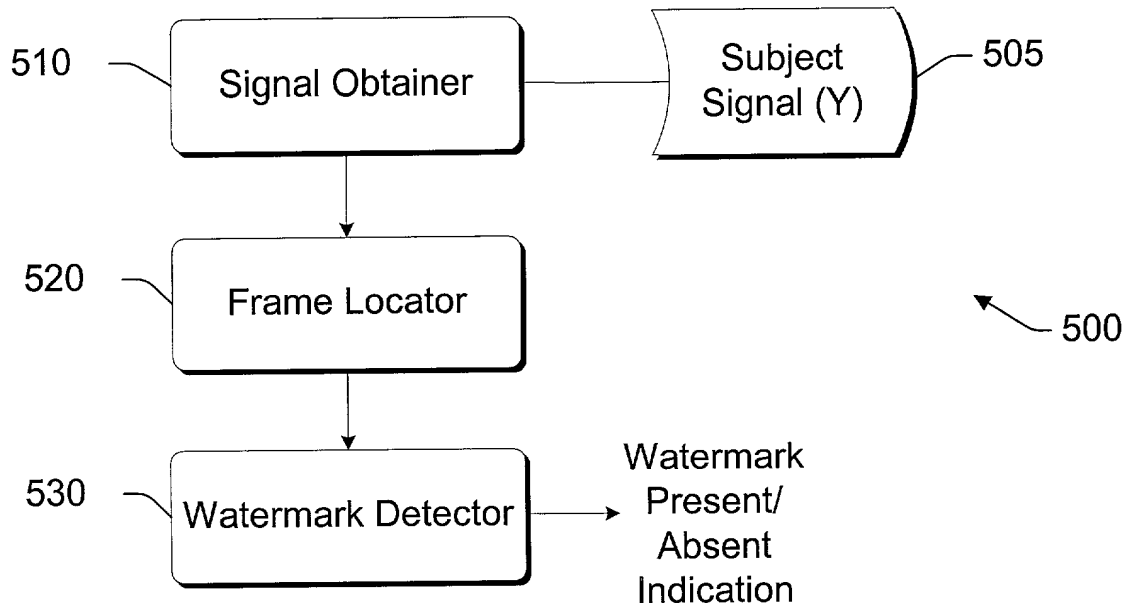 510
Signal Obtainer
Subject
Signal (Y)
505
520
Frame Locator
500
530
Watermark Detector
Watermark
Present/
Absent
Indication